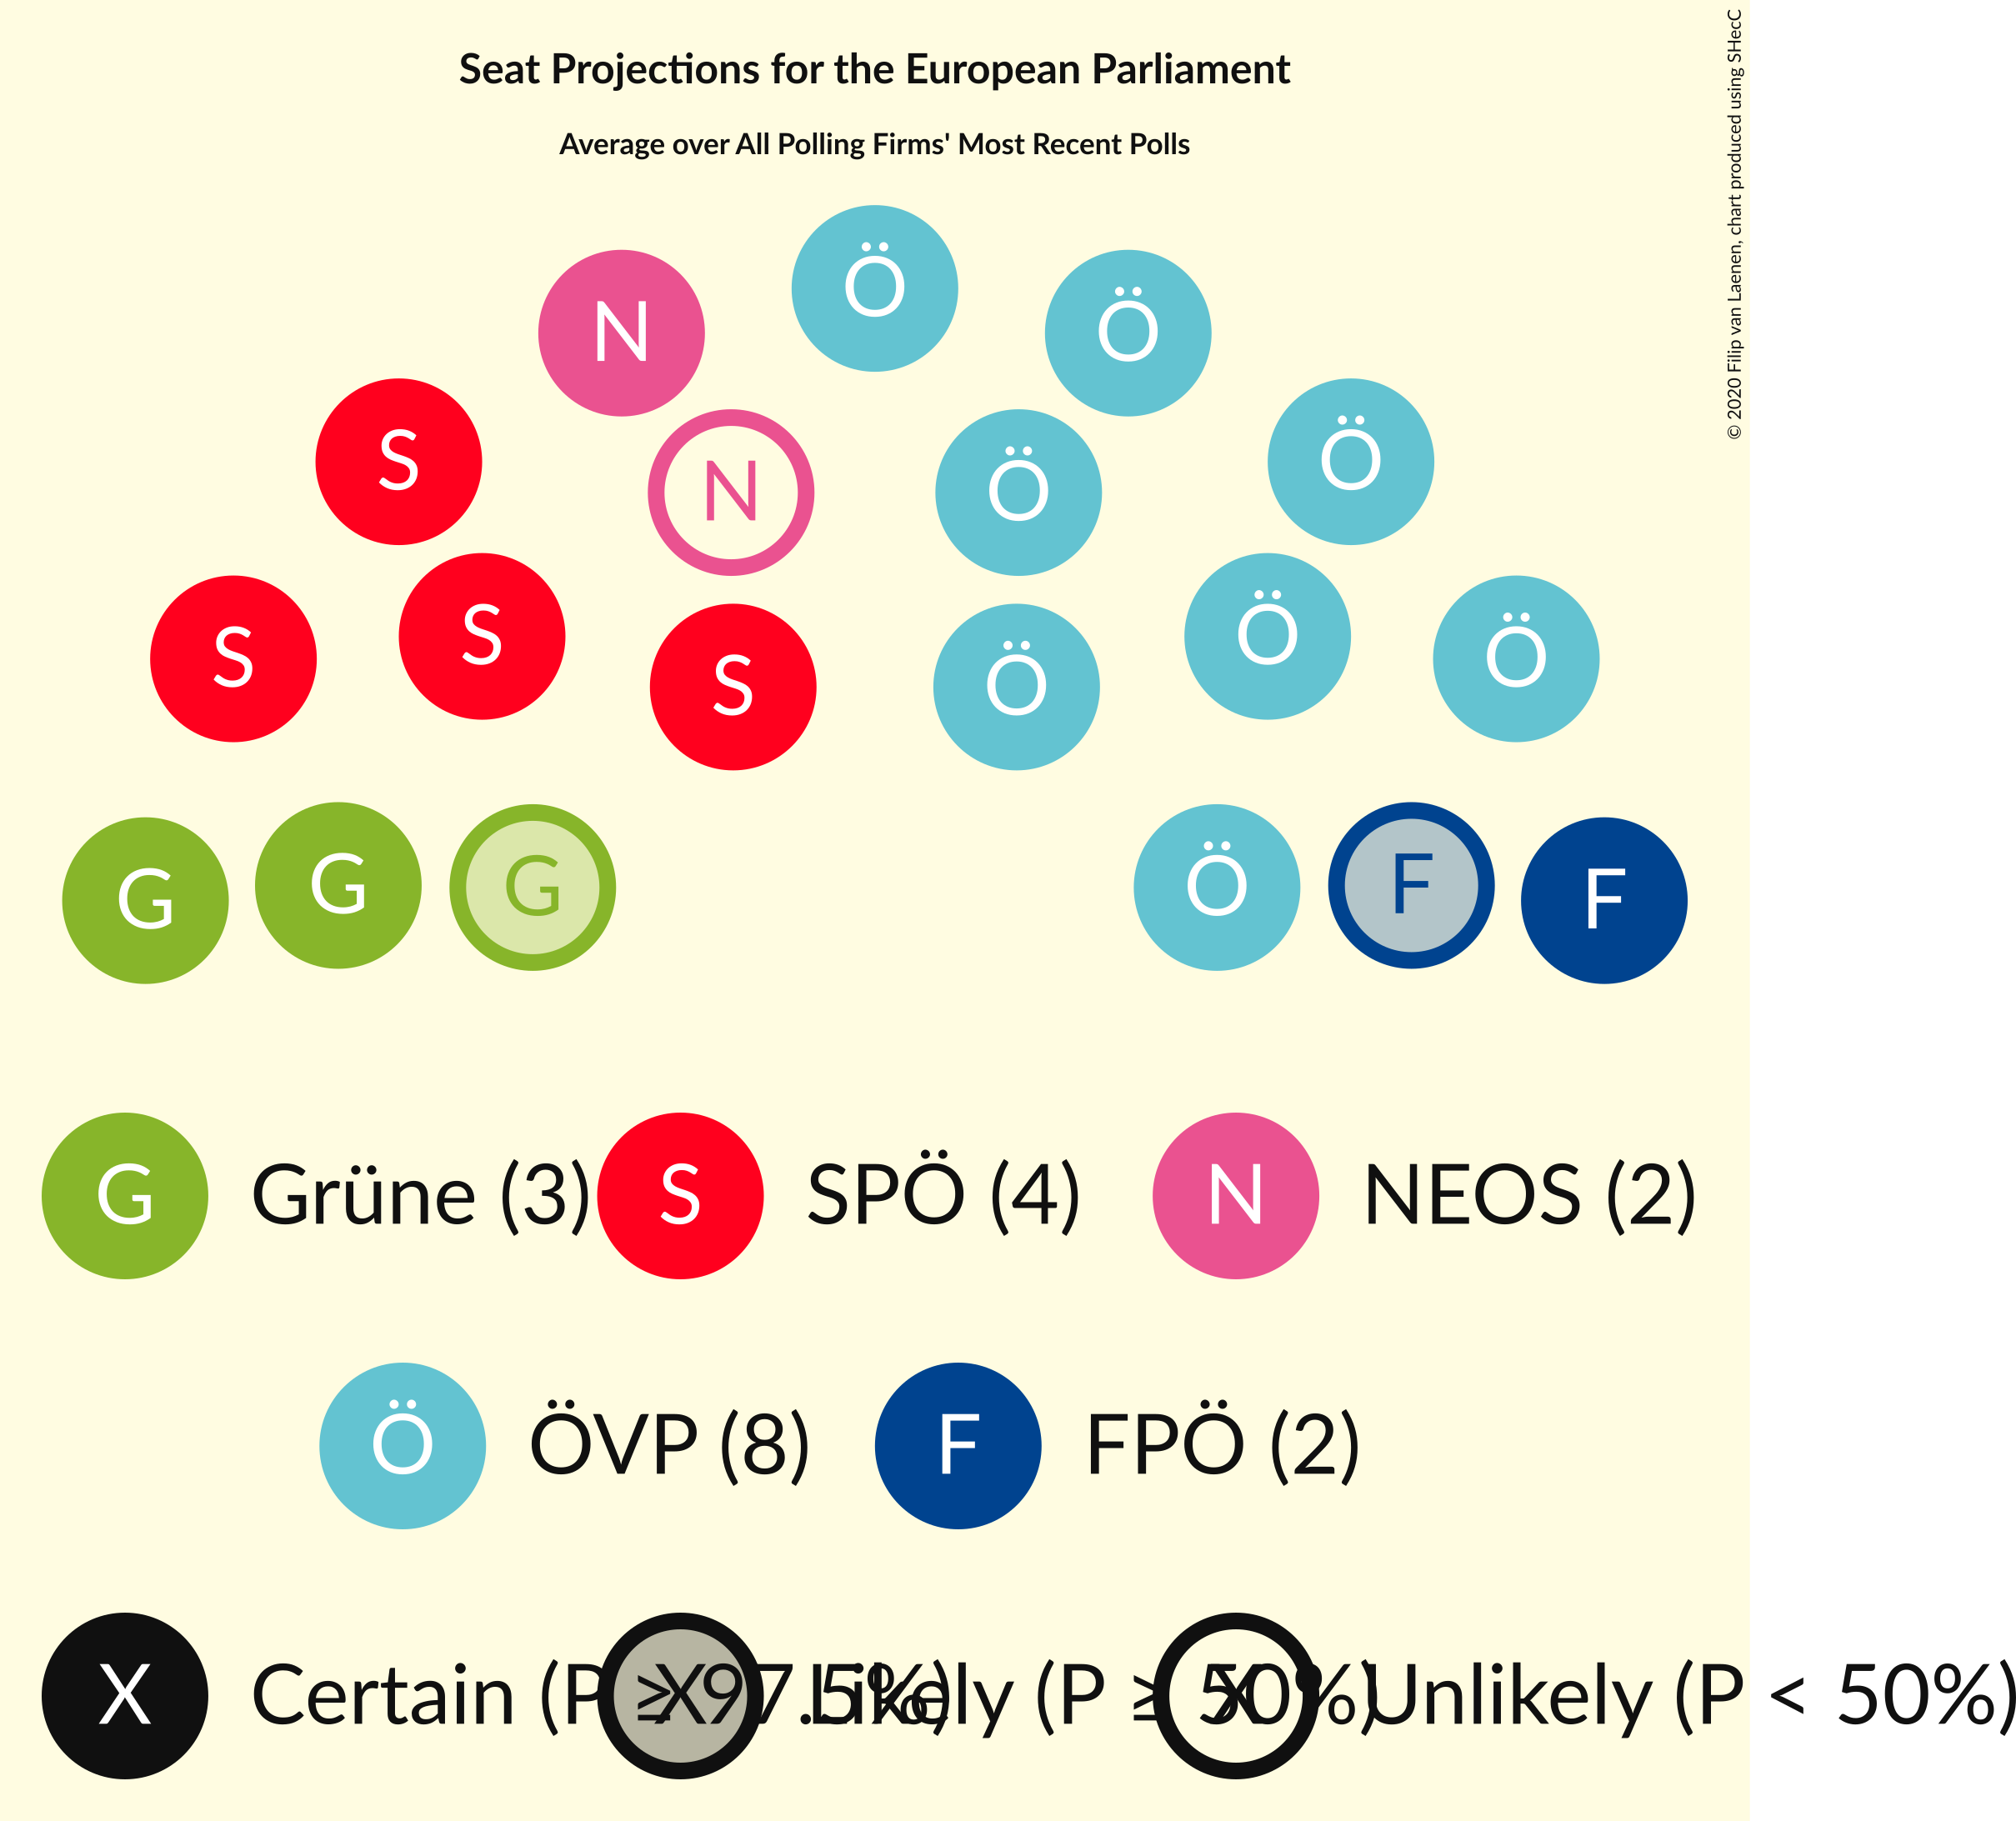 Seat Projections for the European Parliament
Average over All Polling Firms' Most Recent Polls
© 2020 Filip van Laenen, chart produced using SHecC
Ö
N Ö
S Ö
N Ö
S S Ö Ö
S Ö
G G G Ö F F
G Grüne (3) S SPÖ (4) N NEOS (2)
Ö ÖVP (8) F FPÖ (2)
X Certain (P ≥ 97.5%) X Likely (P ≥ 50%) X Unlikely (P < 50%)